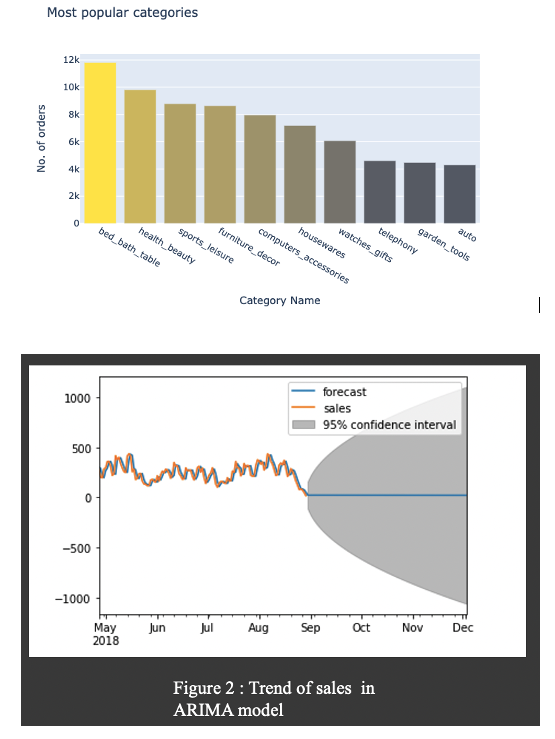 Most popular categories
12k
10k
8k
6k
4k
2k
0
No. of orders
bed_bath_table
health_beauty
sports_leisure
furniture_decor
computers_accessories
housewares
watches_gifts
telephony
garden_tools
auto
Category Name
forecast
sales
95% confidence interval
1000
500
0
−500
−1000
May Jun Jul Aug Sep Oct Nov Dec
2018
Figure 2 : Trend of sales in
ARIMA model